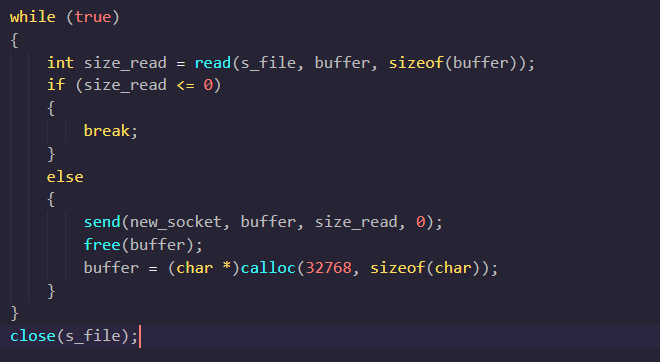 while (true)
{
    int size_read = read(s_file, buffer, sizeof(buffer));
    if (size_read <= 0)
    {
        break;
    }
    else
    {
        send(new_socket, buffer, size_read, 0);
        free(buffer);
        buffer = (char *)calloc(32768, sizeof(char));
    }
}
close(s_file);